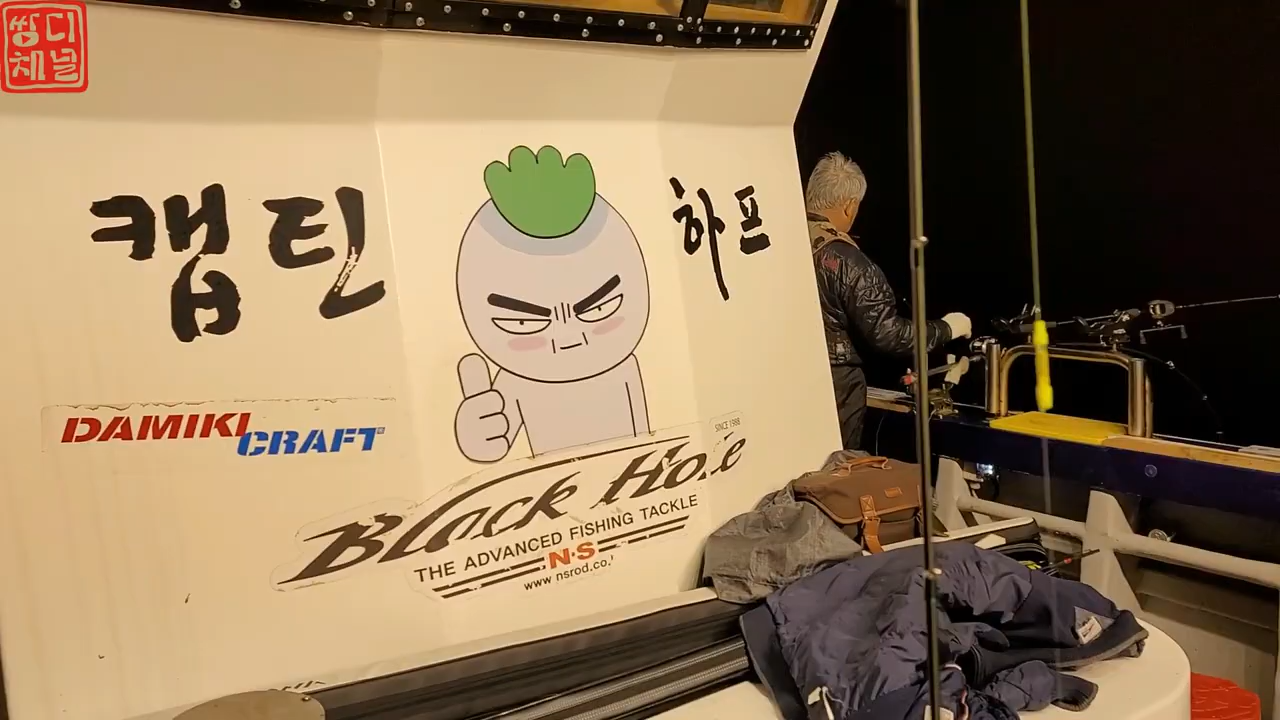 쌍디
채널
캡틴 하프
DAMIKI
CRAFT
SINCE 1988
Black Hole
THE ADVANCED FISHING TACKLE
N·S
www.nsrod.co.